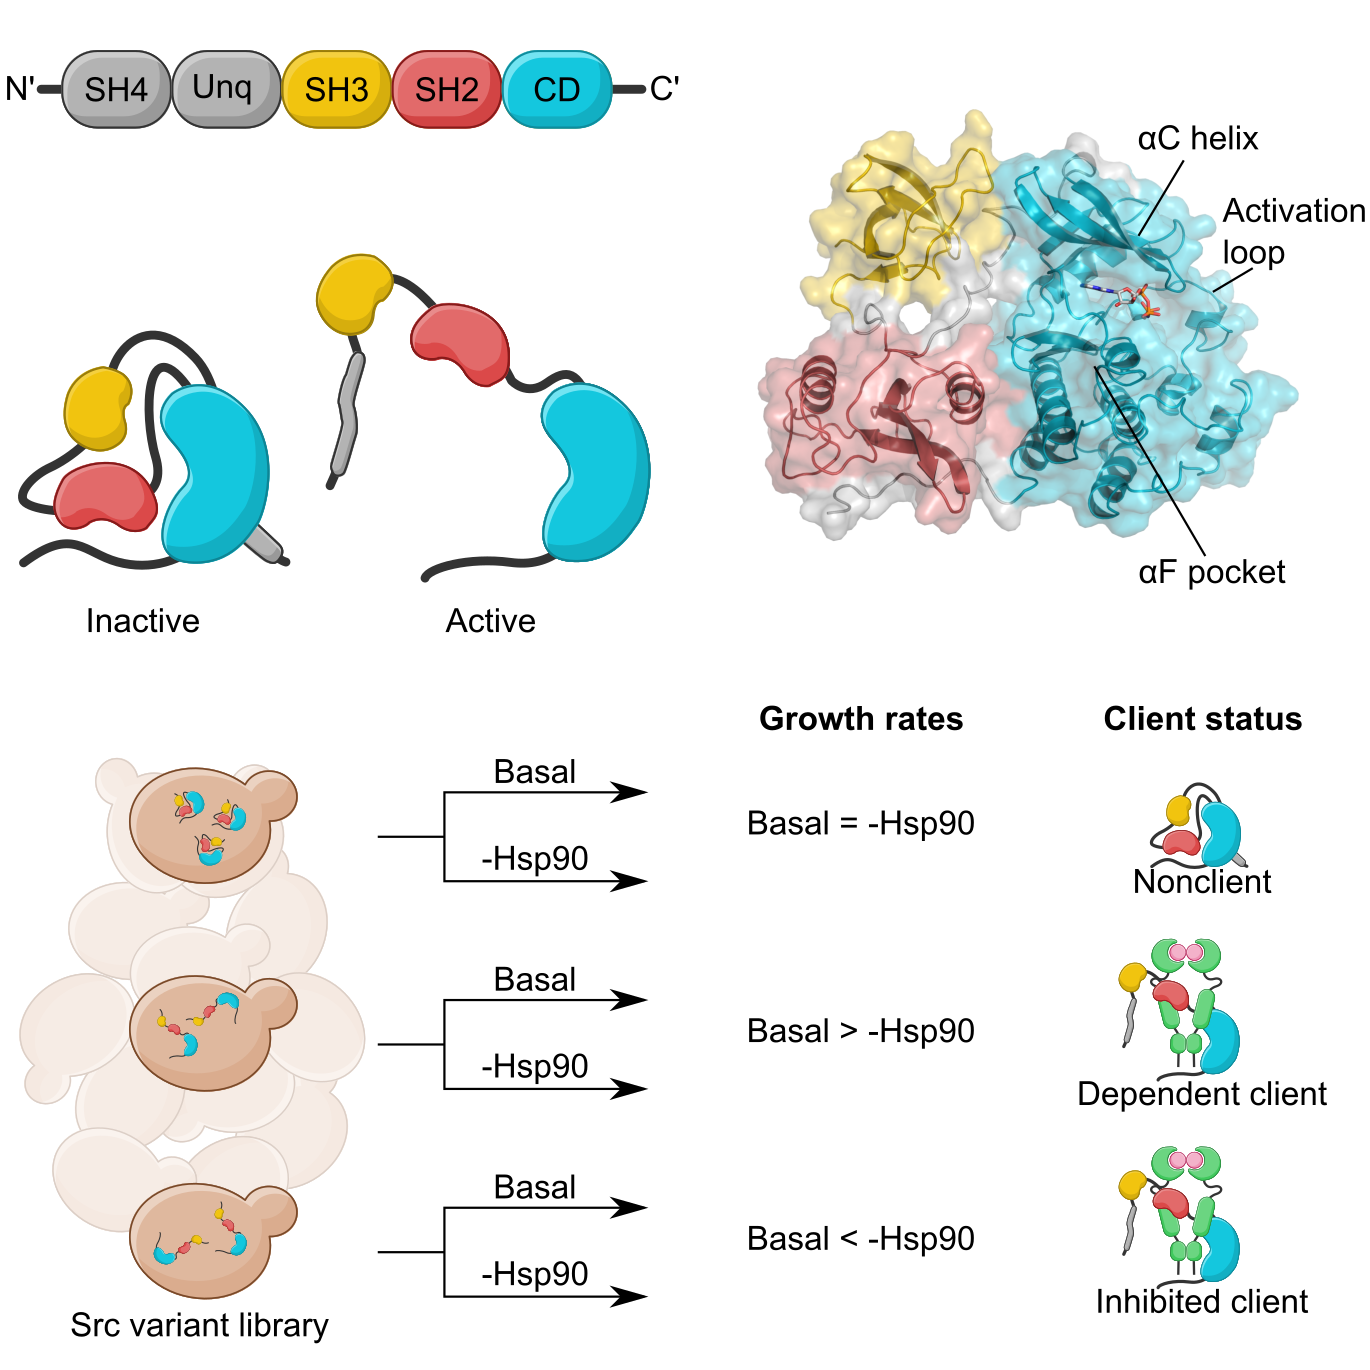 N' SH4 Unq SH3 SH2 CD C'
αC helix
Activation
loop
αF pocket
Inactive
Active
Growth rates
Client status
Basal
-Hsp90
Basal = -Hsp90
Nonclient
Basal
-Hsp90
Basal > -Hsp90
Dependent client
Basal
-Hsp90
Basal < -Hsp90
Inhibited client
Src variant library